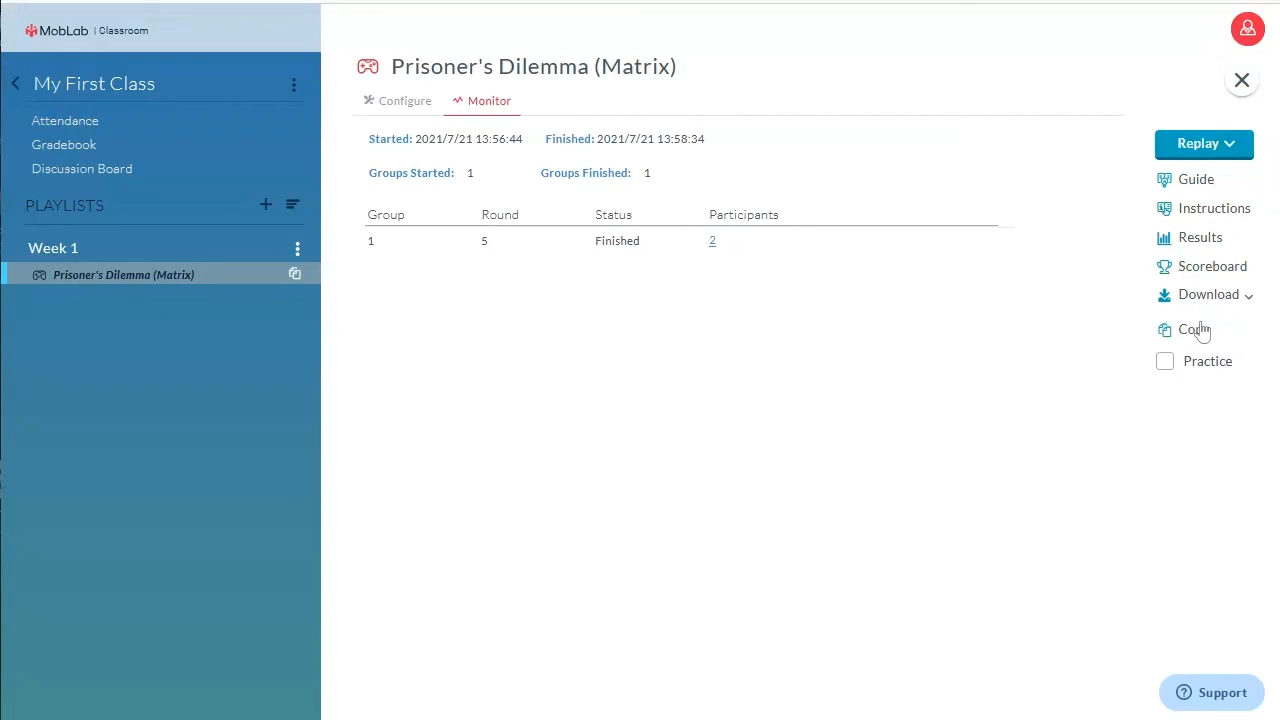 MobLab | Classroom
My First Class
Attendance
Gradebook
Discussion Board
PLAYLISTS
Week 1
Prisoner's Dilemma (Matrix)
Prisoner's Dilemma (Matrix)
Configure Monitor
Started: 2021/7/21 13:56:44 Finished: 2021/7/21 13:58:34
Groups Started: 1 Groups Finished: 1
Group Round Status Participants
1 5 Finished 2
Replay
Guide
Instructions
Results
Scoreboard
Download
Practice
Support